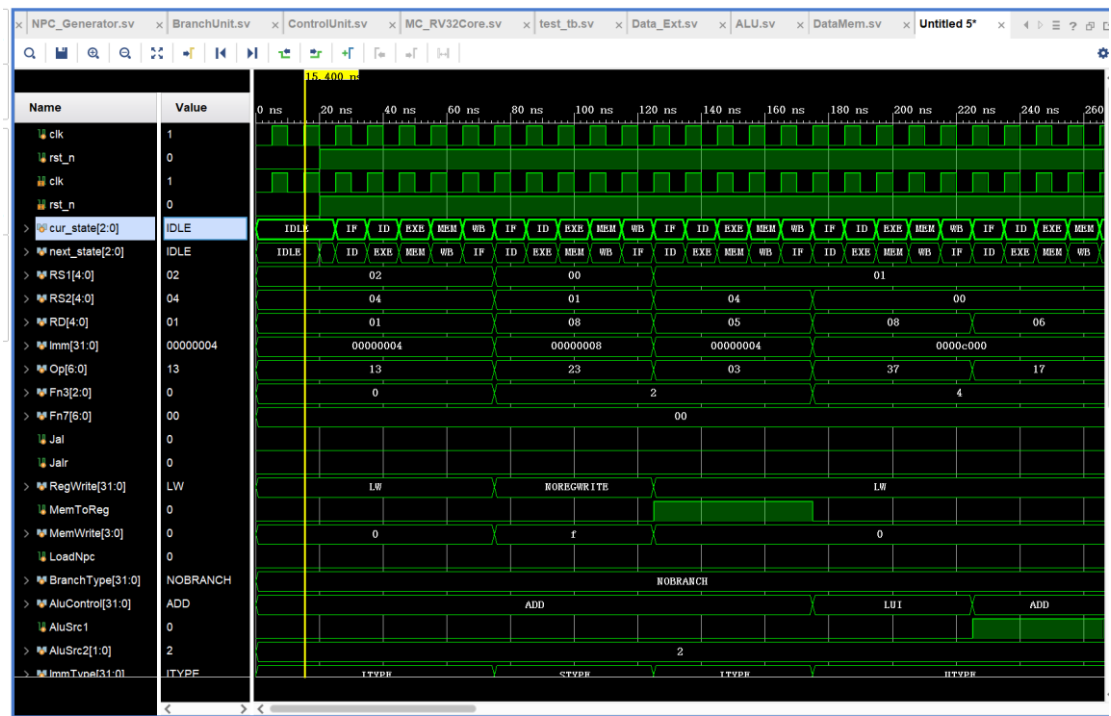 NPC_Generator.sv × BranchUnit.sv × ControlUnit.sv × MC_RV32Core.sv × test_tb.sv × Data_Ext.sv × ALU.sv × DataMem.sv × Untitled 5* ×
15.400 ns
Name Value 0 ns 20 ns 40 ns 60 ns 80 ns 100 ns 120 ns 140 ns 160 ns 180 ns 200 ns 220 ns 240 ns 260
clk 1
rst_n 0
clk 1
rst_n 0
cur_state[2:0] IDLE IDLE IF ID EXE MEM WB IF ID EXE MEM WB IF ID EXE MEM WB IF ID EXE MEM WB IF ID EXE MEM
next_state[2:0] IDLE IDLE ID EXE MEM WB IF ID EXE MEM WB IF ID EXE MEM WB IF ID EXE MEM WB IF ID EXE MEM WB
RS1[4:0] 02 02 00 01
RS2[4:0] 04 04 01 04 00
RD[4:0] 01 01 08 05 08 06
Imm[31:0] 00000004 00000004 00000008 00000004 0000c000
Op[6:0] 13 13 23 03 37 17
Fn3[2:0] 0 0 2 4
Fn7[6:0] 00 00
Jal 0
Jalr 0
RegWrite[31:0] LW LW NOREGWRITE LW
MemToReg 0
MemWrite[3:0] 0 0 f 0
LoadNpc 0
BranchType[31:0] NOBRANCH NOBRANCH
AluControl[31:0] ADD ADD LUI ADD
AluSrc1 0
AluSrc2[1:0] 2 2
ImmType[31:0] ITYPE ITYPE STYPE ITYPE UTYPE